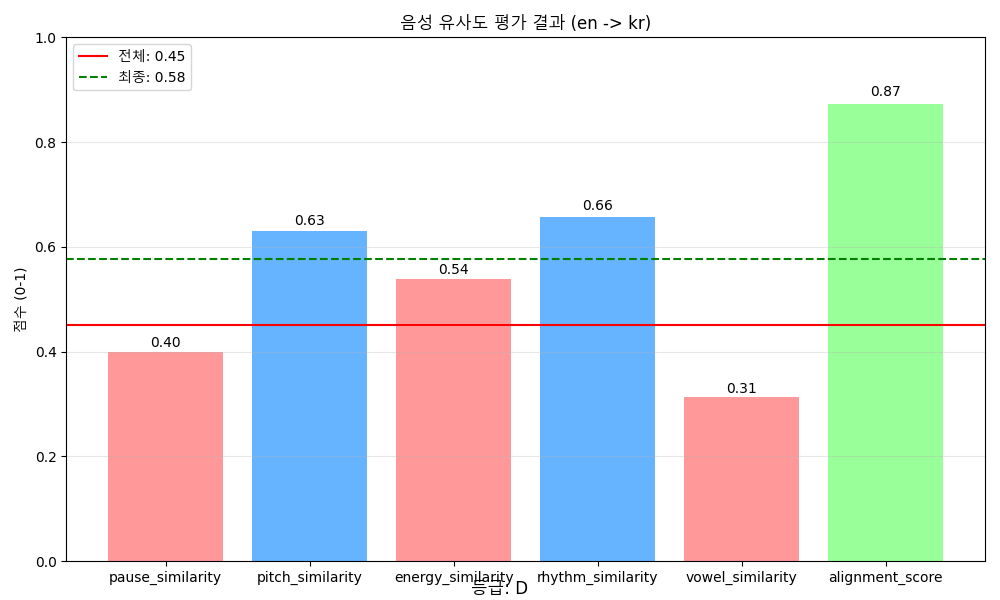 음성 유사도 평가 결과 (en -> kr)
전체: 0.45
최종: 0.58
점수 (0-1)
1.0
0.8
0.6
0.4
0.2
0.0
0.40
0.63
0.54
0.66
0.31
0.87
pause_similarity
pitch_similarity
energy_similarity
rhythm_similarity
vowel_similarity
alignment_score
등급: D